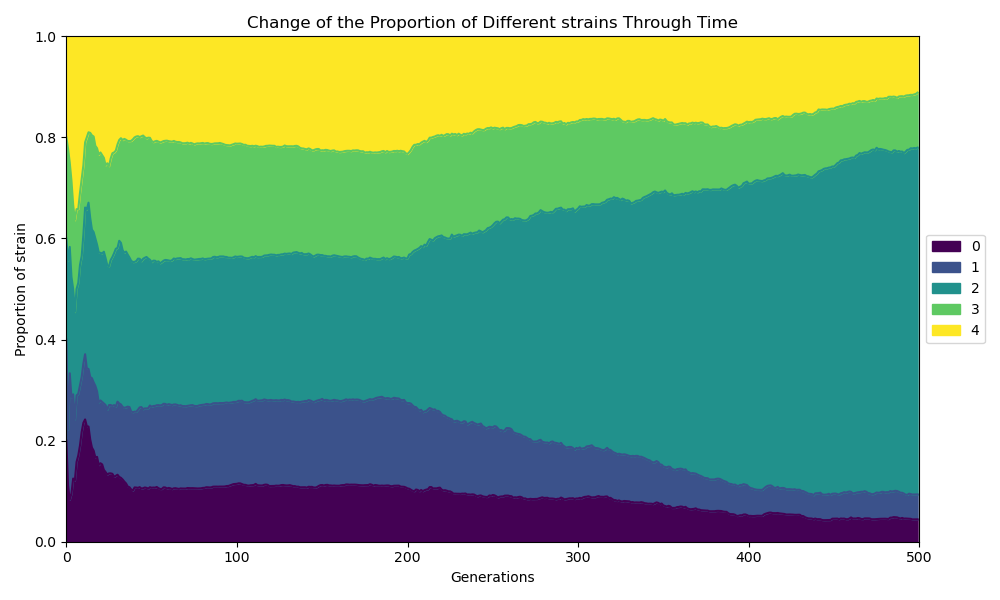 Change of the Proportion of Different strains Through Time
1.0
0.8
0.6
0.4
0.2
0.0
Proportion of strain
0 100 200 300 400 500
Generations
0
1
2
3
4